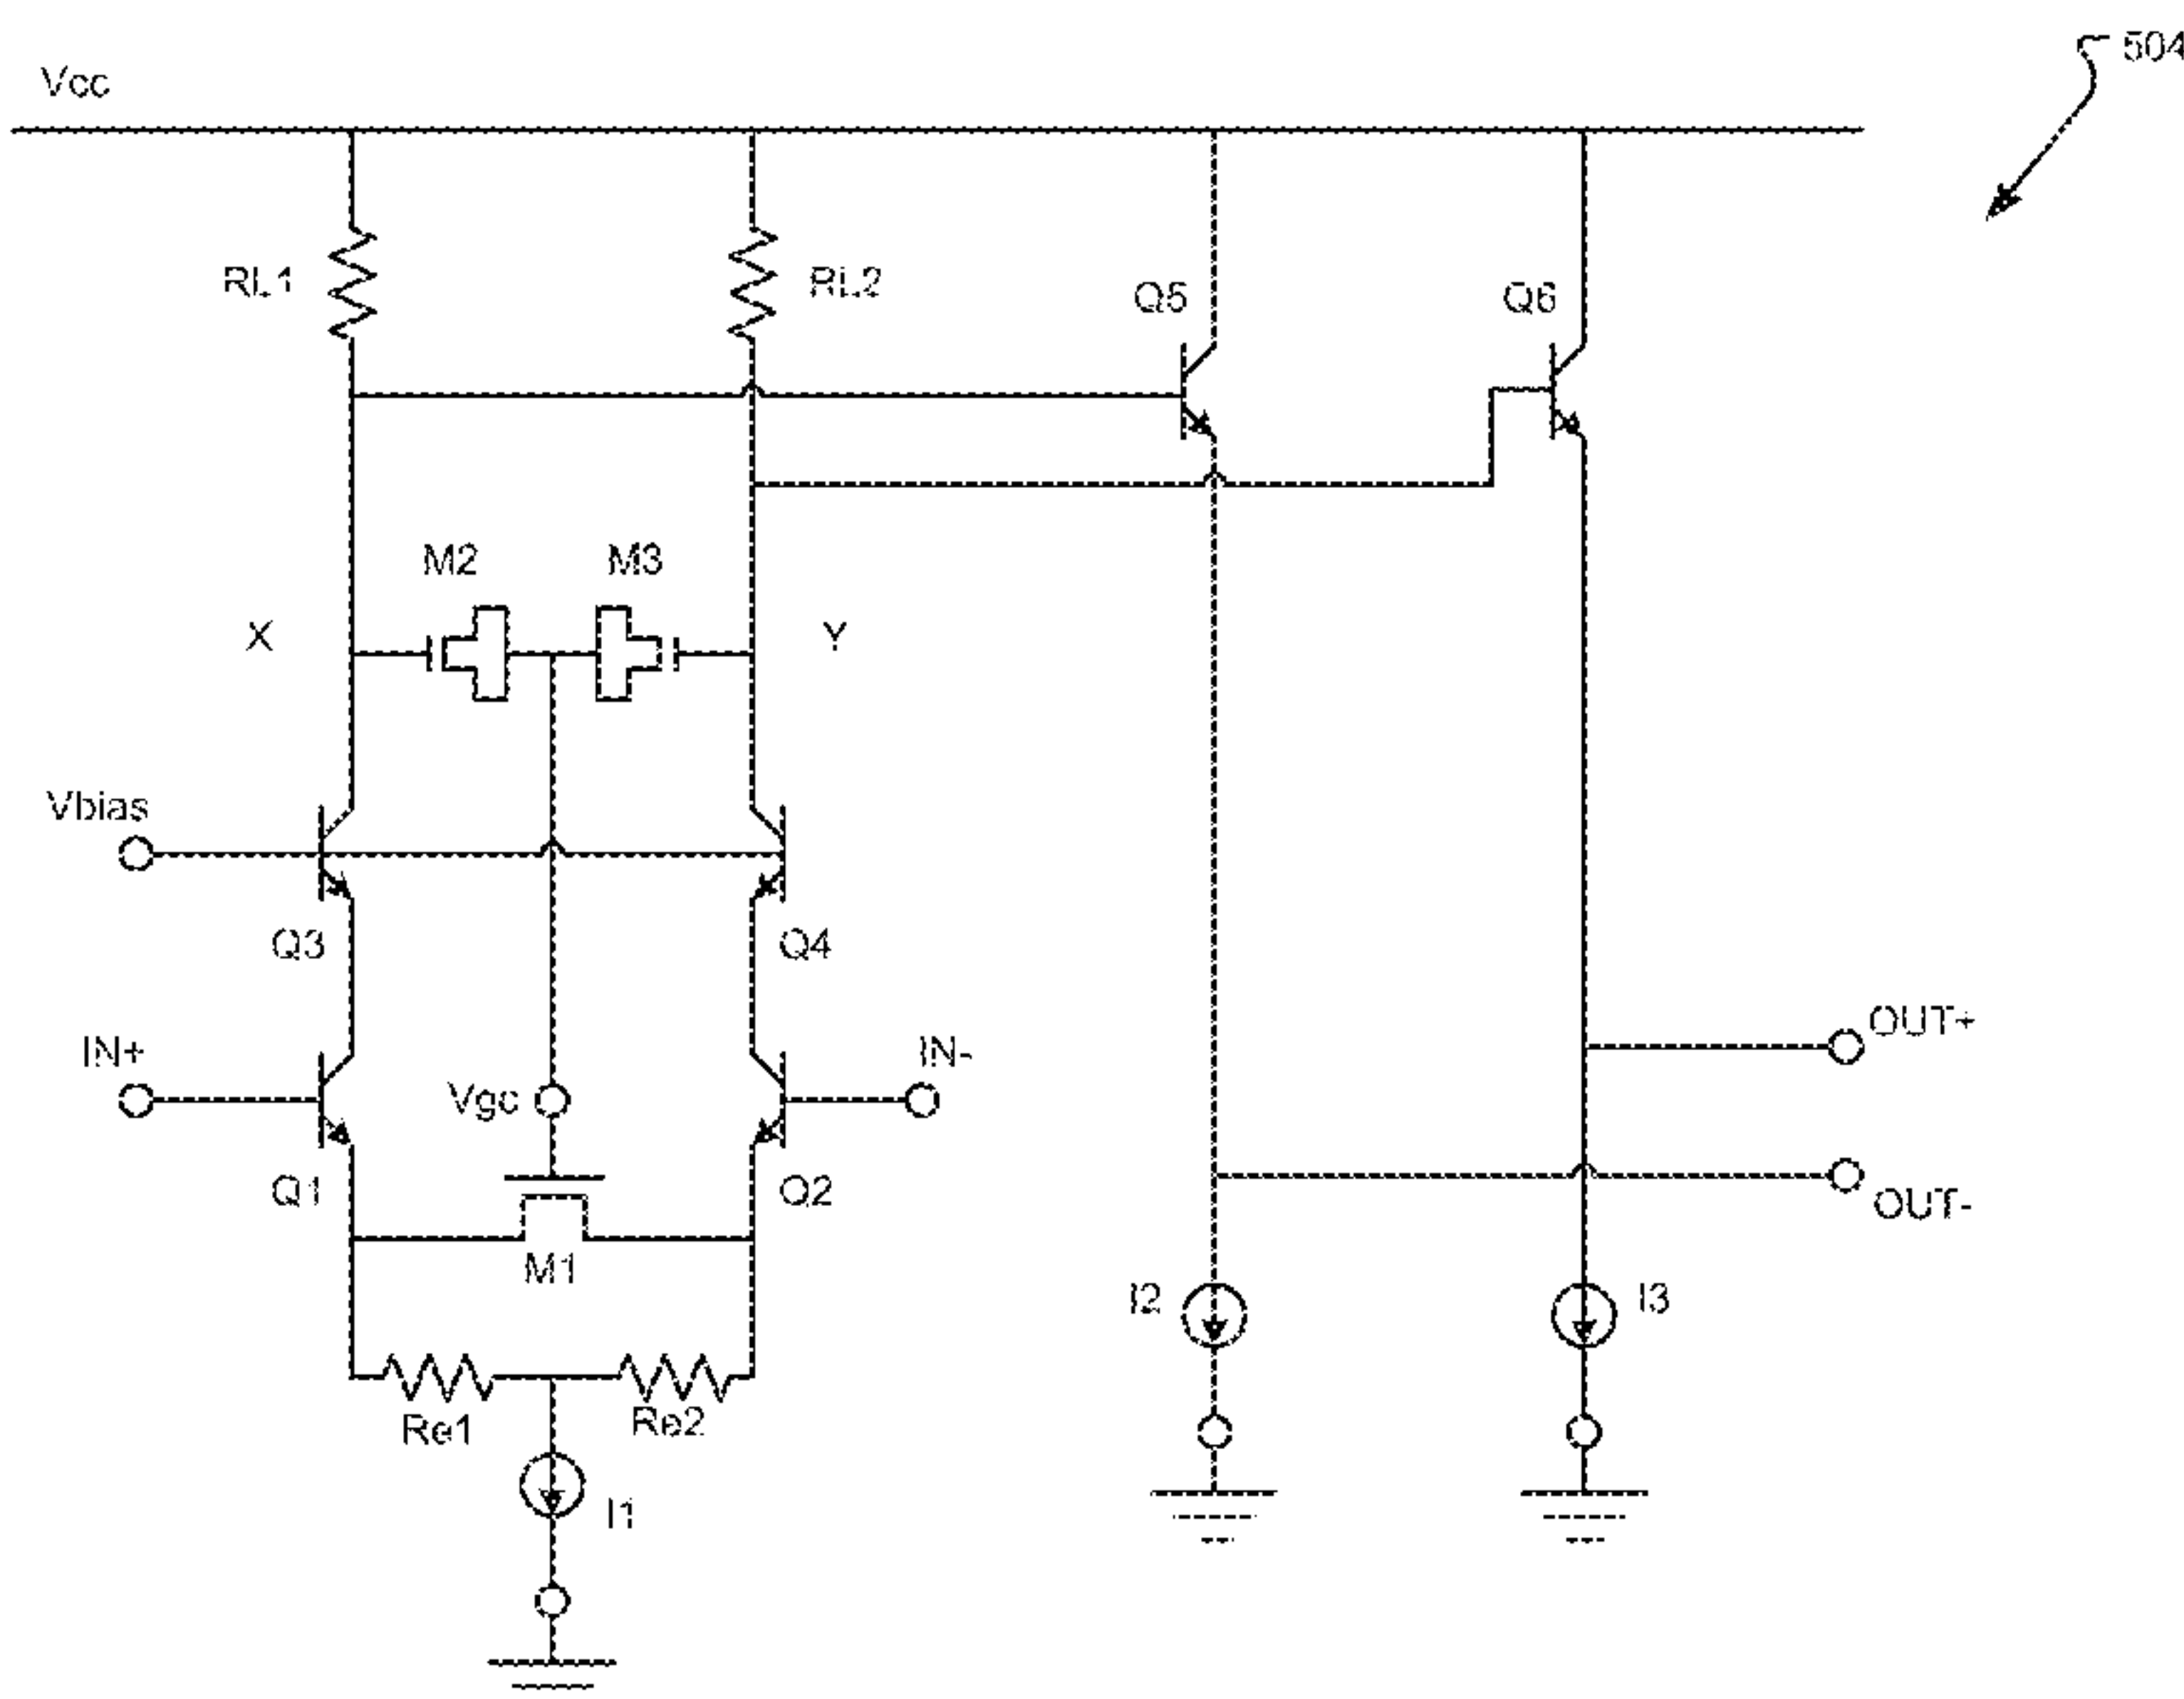 504
Vcc
RL1
RL2
Q5
Q6
M2
M3
X
Y
Vbias
Q3
Q4
IN+
Vgc
IN-
OUT+
Q1
Q2
OUT-
M1
I2
I3
Re1
Re2
I1